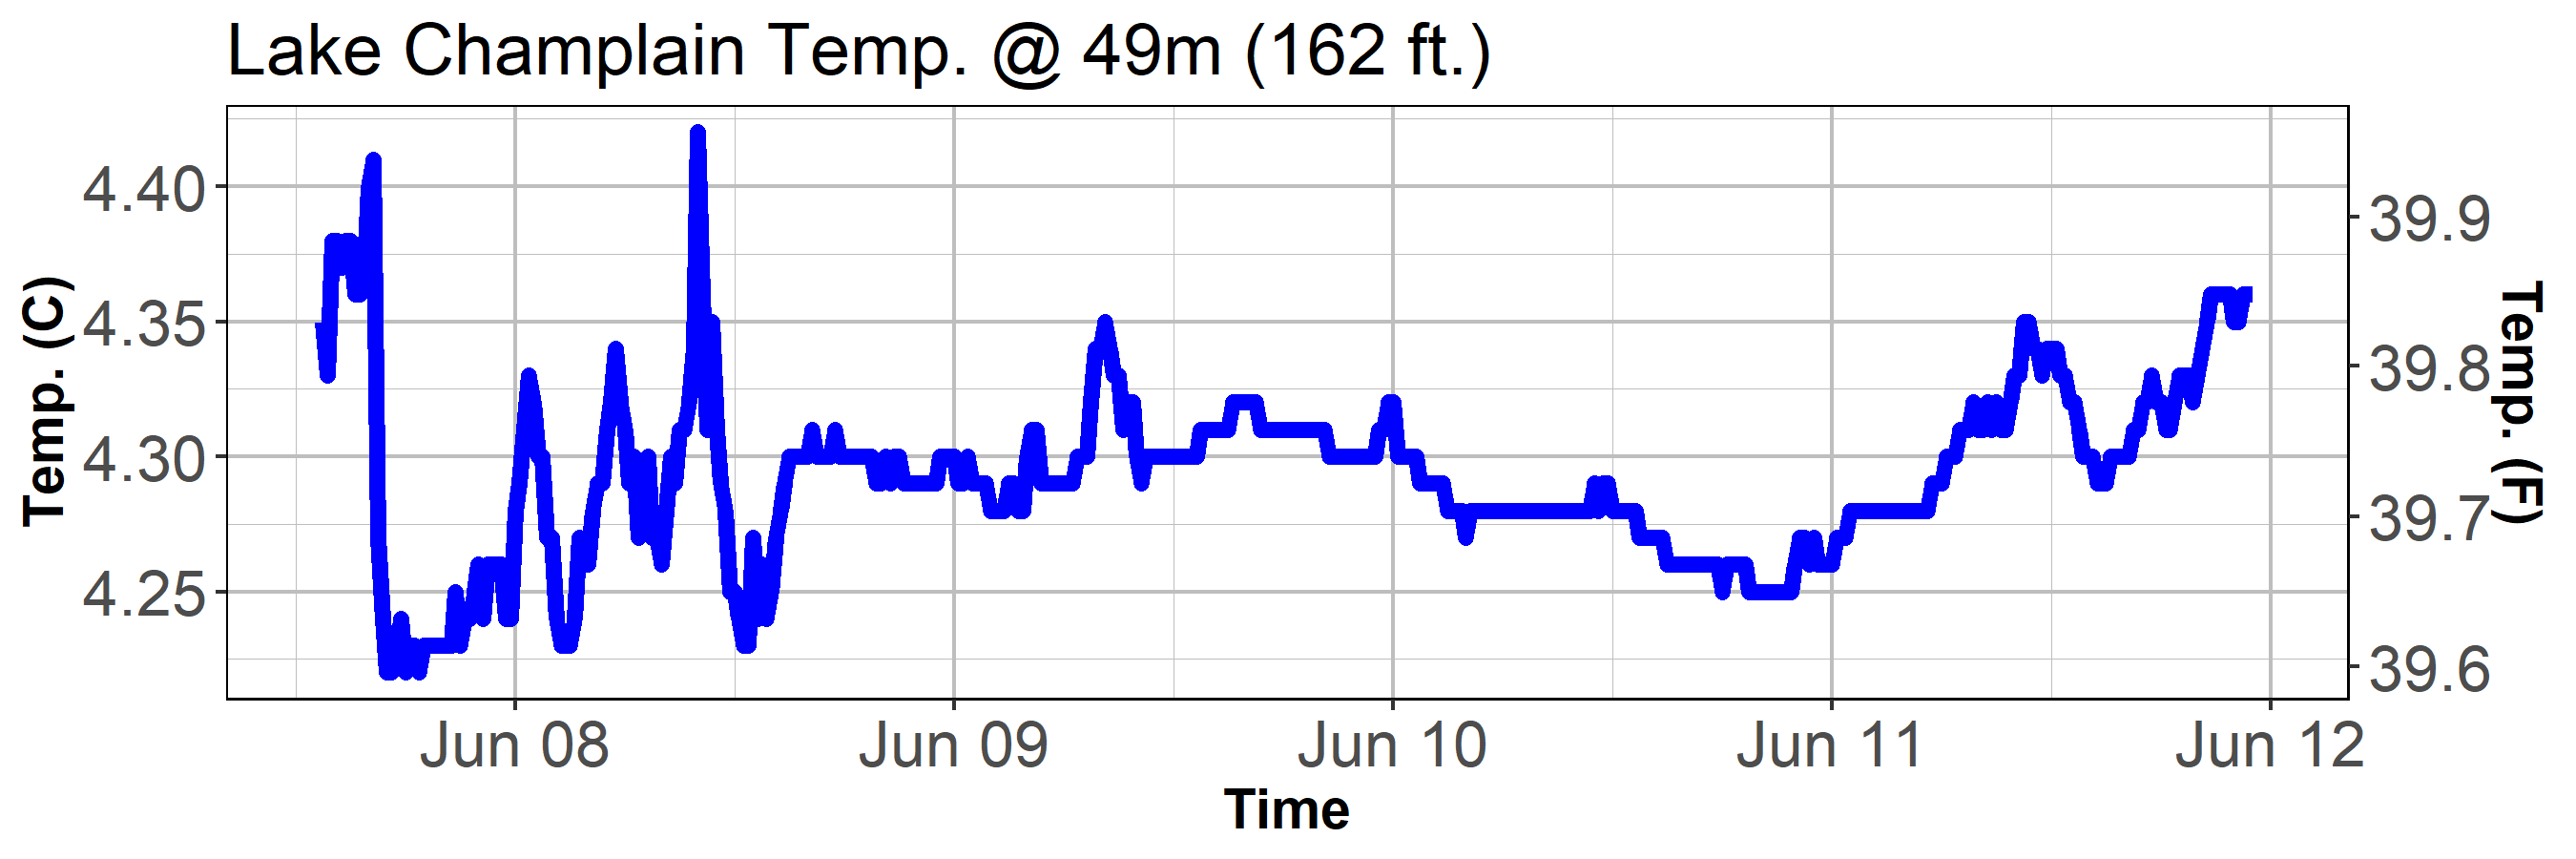 Lake Champlain Temp. @ 49m (162 ft.)
Temp. (C)
4.40
4.35
4.30
4.25
39.9
39.8
39.7
39.6
Temp. (F)
Jun 08 Jun 09 Jun 10 Jun 11 Jun 12
Time